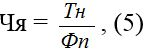 Чя = Тн / Фп, (5)